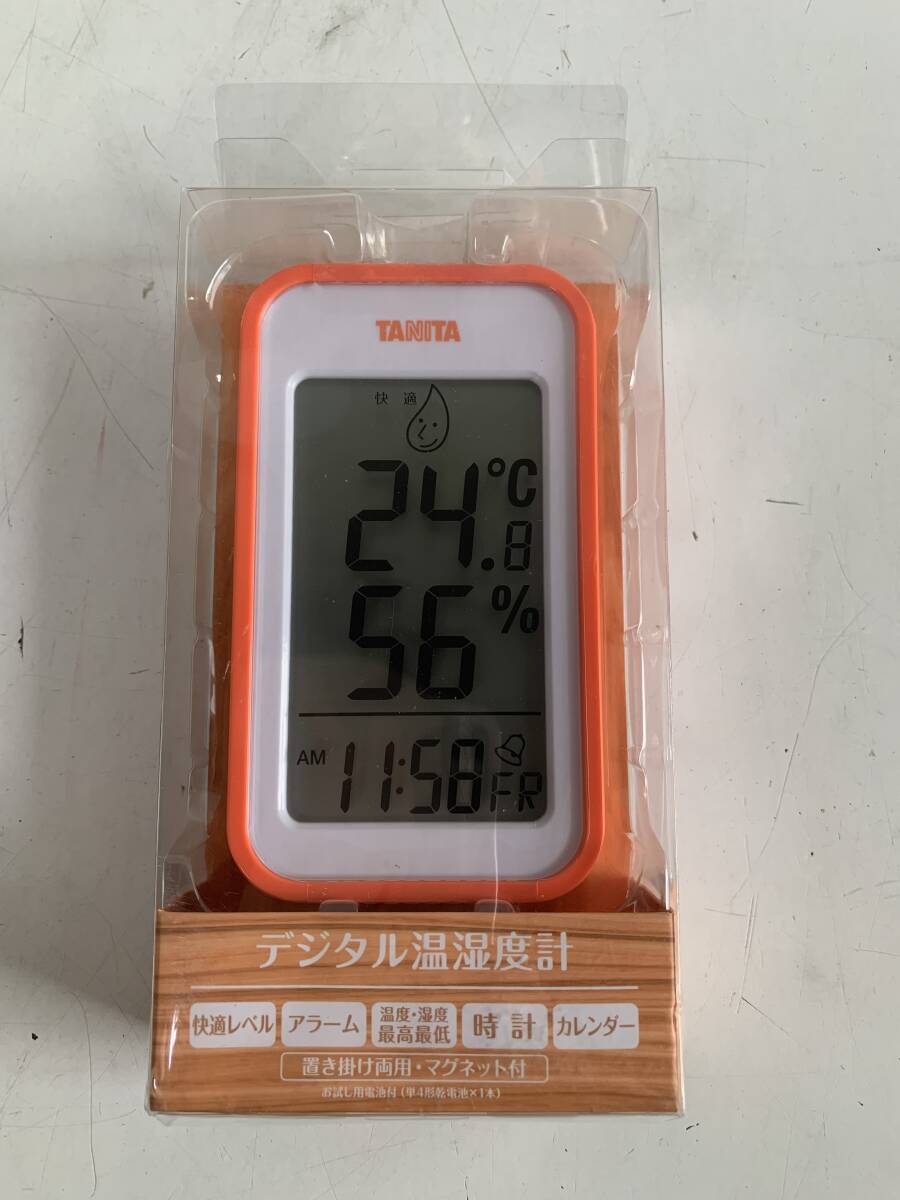 TANITA
快適
24.8℃
56%
AM 11:58 FR
デジタル温湿度計
快適レベル アラーム 温度・湿度 最高最低 時計 カレンダー
置き掛け両用・マグネット付
お試し用電池付（単4形乾電池×1本）